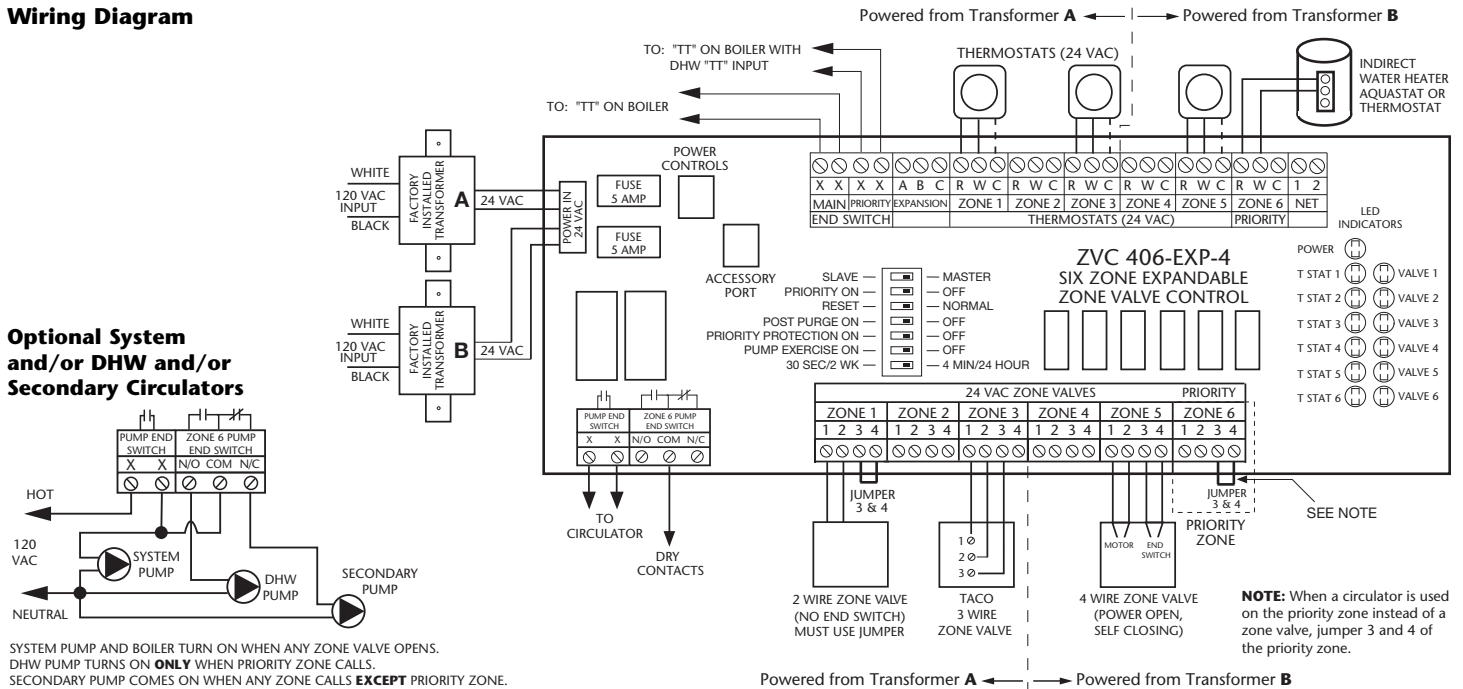 Wiring Diagram
Powered from Transformer A
Powered from Transformer B
TO: "TT" ON BOILER WITH
DHW "TT" INPUT
TO: "TT" ON BOILER
THERMOSTATS (24 VAC)
INDIRECT
WATER HEATER
AQUASTAT OR
THERMOSTAT
WHITE
120 VAC
INPUT
BLACK
FACTORY
INSTALLED
TRANSFORMER
A
24 VAC
WHITE
120 VAC
INPUT
BLACK
FACTORY
INSTALLED
TRANSFORMER
B
24 VAC
POWER IN
24 VAC
FUSE
5 AMP
FUSE
5 AMP
POWER
CONTROLS
ACCESSORY
PORT
X X X X A B C R W C R W C R W C R W C R W C R W C 1 2
MAIN PRIORITY EXPANSION ZONE 1 ZONE 2 ZONE 3 ZONE 4 ZONE 5 ZONE 6 NET
END SWITCH THERMOSTATS (24 VAC) PRIORITY
ZVC 406-EXP-4
SIX ZONE EXPANDABLE
ZONE VALVE CONTROL
SLAVE MASTER
PRIORITY ON OFF
RESET NORMAL
POST PURGE ON OFF
PRIORITY PROTECTION ON OFF
PUMP EXERCISE ON OFF
30 SEC/2 WK 4 MIN/24 HOUR
LED
INDICATORS
POWER
T STAT 1 VALVE 1
T STAT 2 VALVE 2
T STAT 3 VALVE 3
T STAT 4 VALVE 4
T STAT 5 VALVE 5
T STAT 6 VALVE 6
24 VAC ZONE VALVES PRIORITY
ZONE 1 ZONE 2 ZONE 3 ZONE 4 ZONE 5 ZONE 6
1 2 3 4 1 2 3 4 1 2 3 4 1 2 3 4 1 2 3 4 1 2 3 4
PUMP END
SWITCH
X X
ZONE 6 PUMP
END SWITCH
N/O COM N/C
TO
CIRCULATOR
DRY
CONTACTS
JUMPER
3 & 4
2 WIRE ZONE VALVE
(NO END SWITCH)
MUST USE JUMPER
1
2
3
TACO
3 WIRE
ZONE VALVE
MOTOR
END
SWITCH
4 WIRE ZONE VALVE
(POWER OPEN,
SELF CLOSING)
JUMPER
3 & 4
PRIORITY
ZONE
SEE NOTE
NOTE: When a circulator is used
on the priority zone instead of a
zone valve, jumper 3 and 4 of
the priority zone.
Powered from Transformer A
Powered from Transformer B
Optional System
and/or DHW and/or
Secondary Circulators
PUMP END
SWITCH
X X
ZONE 6 PUMP
END SWITCH
N/O COM N/C
HOT
120
VAC
NEUTRAL
SYSTEM
PUMP
DHW
PUMP
SECONDARY
PUMP
SYSTEM PUMP AND BOILER TURN ON WHEN ANY ZONE VALVE OPENS.
DHW PUMP TURNS ON ONLY WHEN PRIORITY ZONE CALLS.
SECONDARY PUMP COMES ON WHEN ANY ZONE CALLS EXCEPT PRIORITY ZONE.